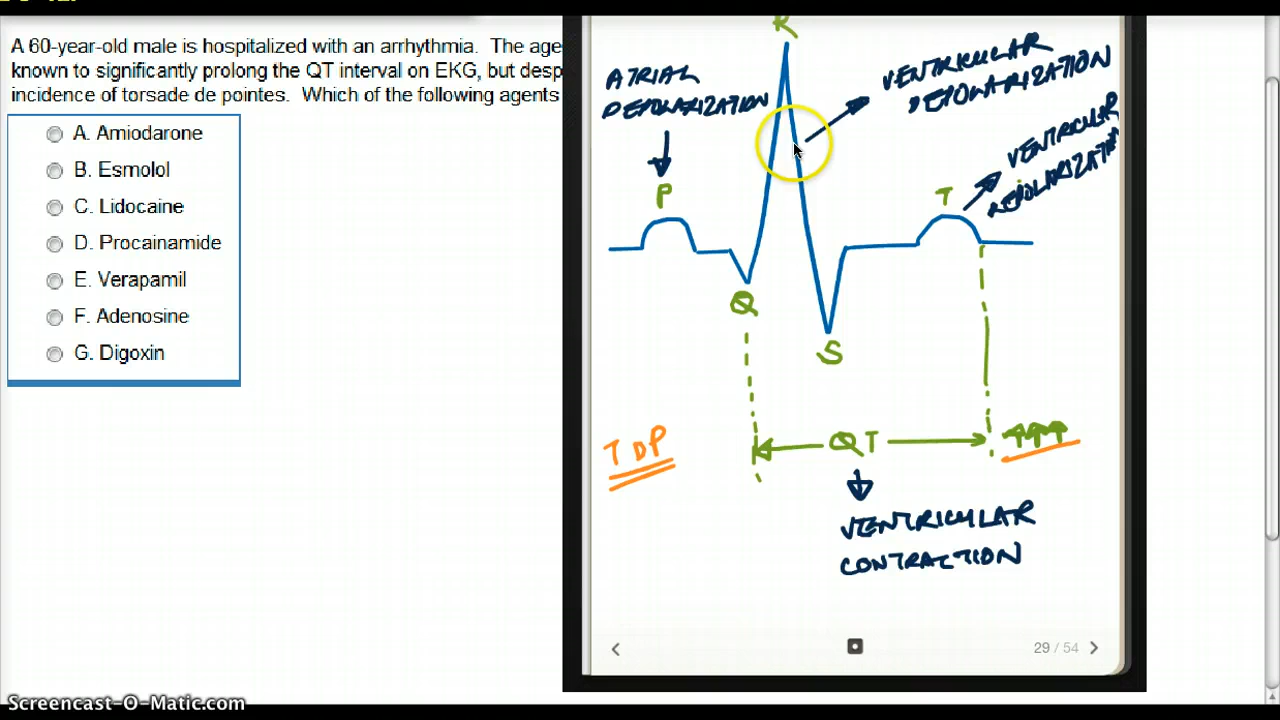 A 60-year-old male is hospitalized with an arrhythmia. The age
known to significantly prolong the QT interval on EKG, but desp
incidence of torsade de pointes. Which of the following agents
A. Amiodarone
B. Esmolol
C. Lidocaine
D. Procainamide
E. Verapamil
F. Adenosine
G. Digoxin
R
ATRIAL
DEPOLARIZATION
VENTRICULAR
DEPOLARIZATION
VENTRICULAR
REPOLARIZATION
P
T
Q
S
TDP
QT
VENTRICULAR
CONTRACTION
29 / 54
Screencast-O-Matic.com